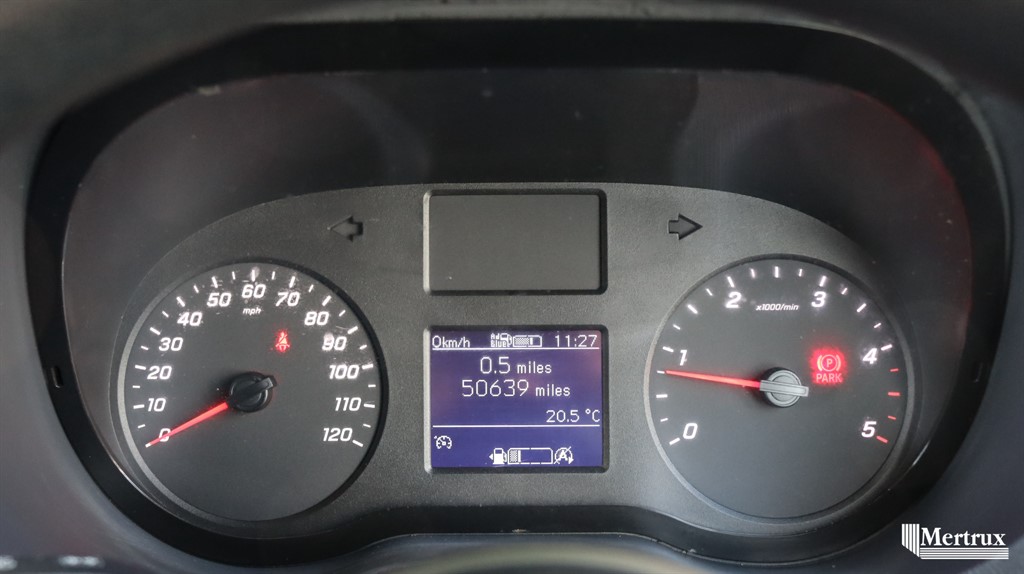 0 10 20 30 40 50 60 70 80 90 100 110 120
mph
0km/h AdBLUE 11:27
0.5 miles
50639 miles
20.5 °C
A
0 1 2 3 4 5
x1000/min
(P)
PARK
Mertrux